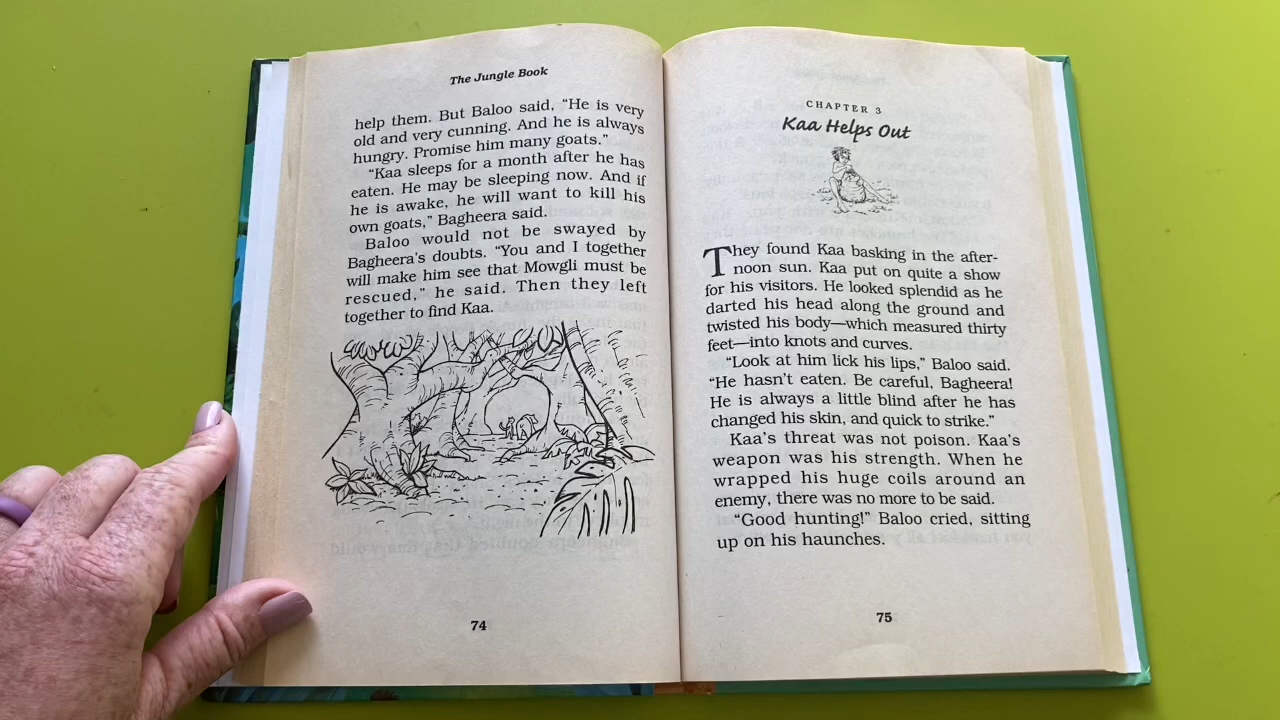 The Jungle Book
help them. But Baloo said, “He is very
old and very cunning. And he is always
hungry. Promise him many goats.”
“Kaa sleeps for a month after he has
eaten. He may be sleeping now. And if
he is awake, he will want to kill his
own goats,” Bagheera said.
Baloo would not be swayed by
Bagheera’s doubts. “You and I together
will make him see that Mowgli must be
rescued,” he said. Then they left
together to find Kaa.
74
CHAPTER 3
Kaa Helps Out
They found Kaa basking in the after-
noon sun. Kaa put on quite a show
for his visitors. He looked splendid as he
darted his head along the ground and
twisted his body—which measured thirty
feet—into knots and curves.
“Look at him lick his lips,” Baloo said.
“He hasn’t eaten. Be careful, Bagheera!
He is always a little blind after he has
changed his skin, and quick to strike.”
Kaa’s threat was not poison. Kaa’s
weapon was his strength. When he
wrapped his huge coils around an
enemy, there was no more to be said.
“Good hunting!” Baloo cried, sitting
up on his haunches.
75